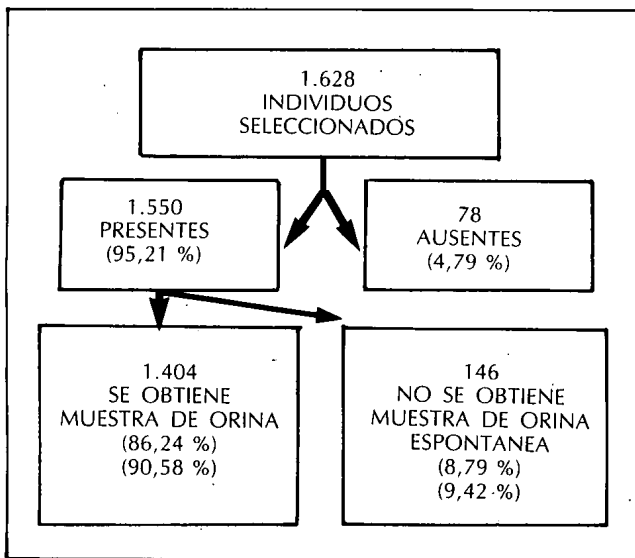 1.628
INDIVIDUOS
SELECCIONADOS
1.550
PRESENTES
(95,21 %)
78
AUSENTES
(4,79 %)
1.404
SE OBTIENE
MUESTRA DE ORINA
(86,24 %)
(90,58 %)
146
NO SE OBTIENE
MUESTRA DE ORINA
ESPONTANEA
(8,79 %)
(9,42 %)